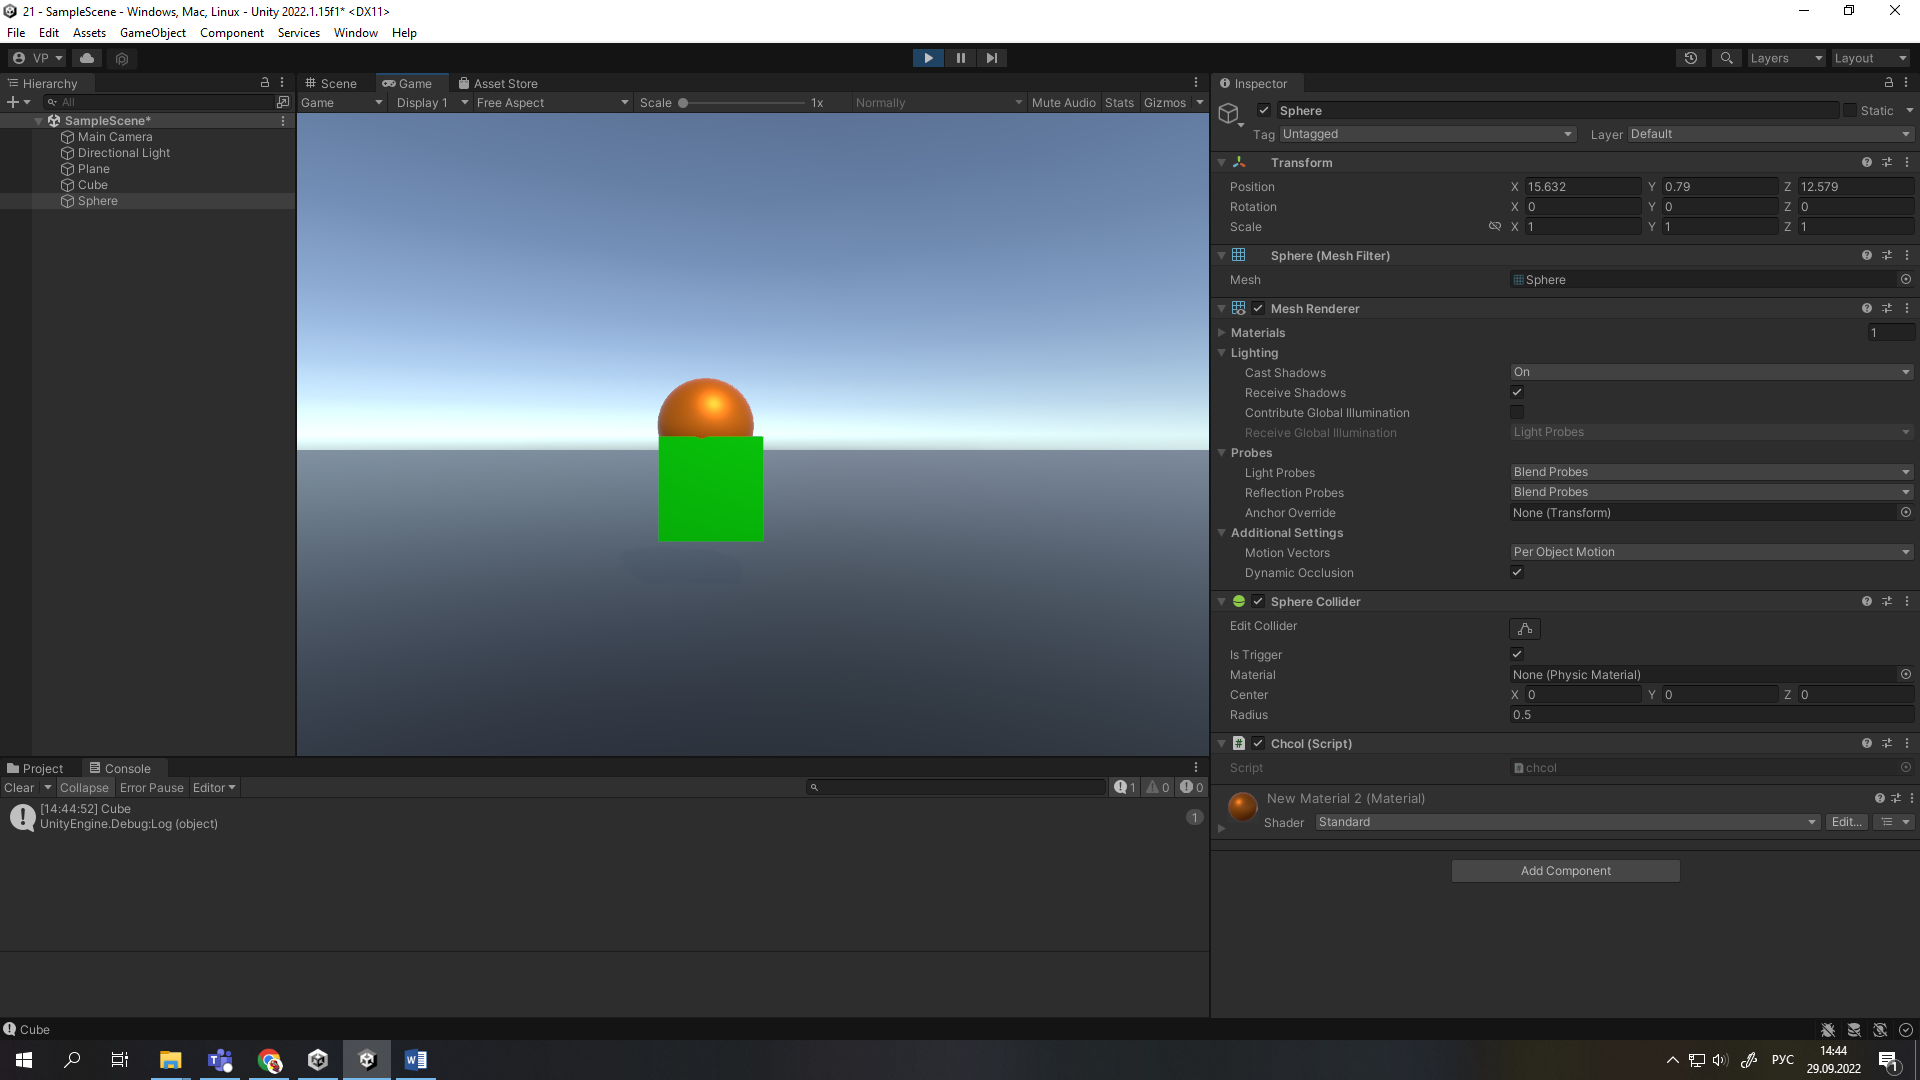 21 - SampleScene - Windows, Mac, Linux - Unity 2022.1.15f1* <DX11>
File Edit Assets GameObject Component Services Window Help
VP Layers Layout
Hierarchy
All
SampleScene*
Main Camera
Directional Light
Plane
Cube
Sphere
Scene Game Asset Store
Game Display 1 Free Aspect Scale 1x Normally Mute Audio Stats Gizmos
Inspector
Sphere Static
Tag Untagged Layer Default
Transform
Position X 15.632 Y 0.79 Z 12.579
Rotation X 0 Y 0 Z 0
Scale X 1 Y 1 Z 1
Sphere (Mesh Filter)
Mesh Sphere
Mesh Renderer
Materials 1
Lighting
Cast Shadows On
Receive Shadows
Contribute Global Illumination
Receive Global Illumination Light Probes
Probes
Light Probes Blend Probes
Reflection Probes Blend Probes
Anchor Override None (Transform)
Additional Settings
Motion Vectors Per Object Motion
Dynamic Occlusion
Sphere Collider
Edit Collider
Is Trigger
Material None (Physic Material)
Center X 0 Y 0 Z 0
Radius 0.5
Chcol (Script)
Script chcol
New Material 2 (Material)
Shader Standard Edit...
Add Component
Project Console
Clear Collapse Error Pause Editor 1 0 0
[14:44:52] Cube
UnityEngine.Debug:Log (object) 1
Cube
РУС 14:44
29.09.2022 1